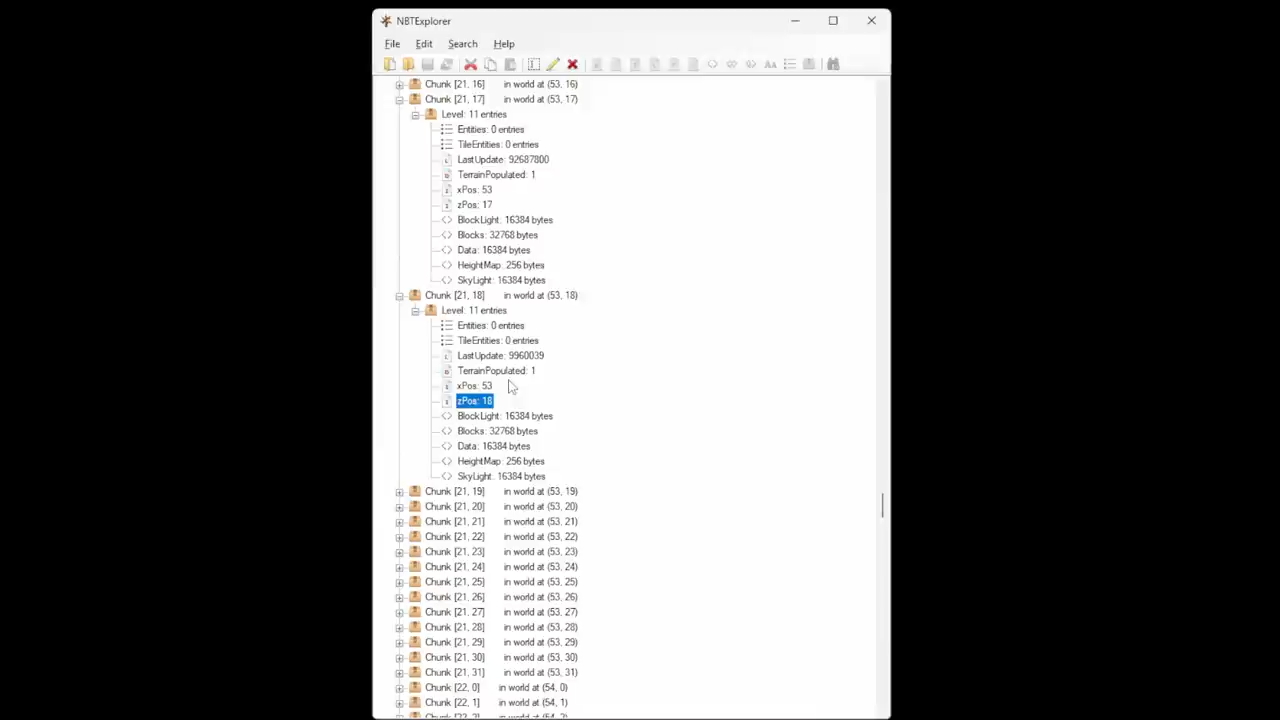 NBTExplorer
File Edit Search Help
Chunk [21, 16] in world at (53, 16)
Chunk [21, 17] in world at (53, 17)
Level: 11 entries
Entities: 0 entries
TileEntities: 0 entries
LastUpdate: 92687800
TerrainPopulated: 1
xPos: 53
zPos: 17
BlockLight: 16384 bytes
Blocks: 32768 bytes
Data: 16384 bytes
HeightMap: 256 bytes
SkyLight: 16384 bytes
Chunk [21, 18] in world at (53, 18)
Level: 11 entries
Entities: 0 entries
TileEntities: 0 entries
LastUpdate: 9960039
TerrainPopulated: 1
xPos: 53
zPos: 18
BlockLight: 16384 bytes
Blocks: 32768 bytes
Data: 16384 bytes
HeightMap: 256 bytes
SkyLight: 16384 bytes
Chunk [21, 19] in world at (53, 19)
Chunk [21, 20] in world at (53, 20)
Chunk [21, 21] in world at (53, 21)
Chunk [21, 22] in world at (53, 22)
Chunk [21, 23] in world at (53, 23)
Chunk [21, 24] in world at (53, 24)
Chunk [21, 25] in world at (53, 25)
Chunk [21, 26] in world at (53, 26)
Chunk [21, 27] in world at (53, 27)
Chunk [21, 28] in world at (53, 28)
Chunk [21, 29] in world at (53, 29)
Chunk [21, 30] in world at (53, 30)
Chunk [21, 31] in world at (53, 31)
Chunk [22, 0] in world at (54, 0)
Chunk [22, 1] in world at (54, 1)
Chunk [22, 2] in world at (54, 2)